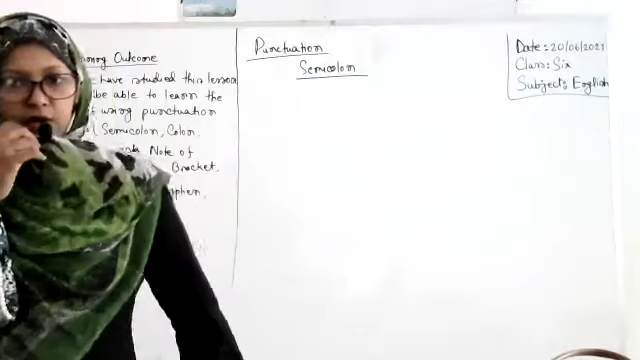 Outcome
have studied this lesson
be able to learn the
using punctuation
Semicolon, Colon,
Note of
Bracket,
Punctuation
Semicolon
Date: 20/06/2021
Class: Six
Subject: English